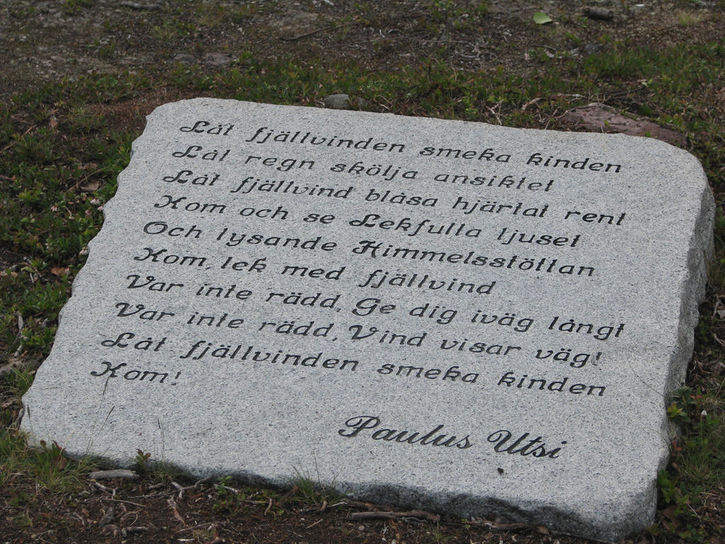 Låt fjällvinden smeka kinden
Låt regn skölja ansiktet
Låt fjällvind blåsa hjärtat rent
Kom och se Lekfulla ljuset
Och lysande Himmelsstöttan
Kom, lek med fjällvind
Var inte rädd, Ge dig iväg långt
Var inte rädd, Vind visar väg!
Låt fjällvinden smeka kinden
Kom!
Paulus Utsi